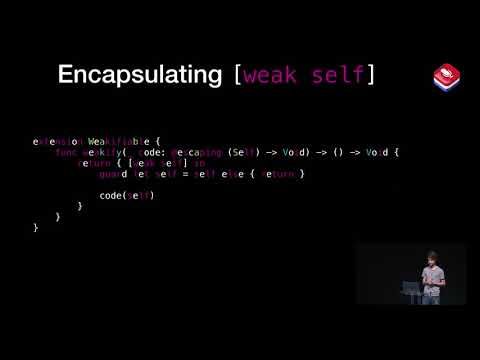 Encapsulating [weak self]
extension Weakifiable {
    func weakify(_ code: @escaping (Self) -> Void) -> () -> Void {
        return { [weak self] in
            guard let self = self else { return }

            code(self)
        }
    }
}